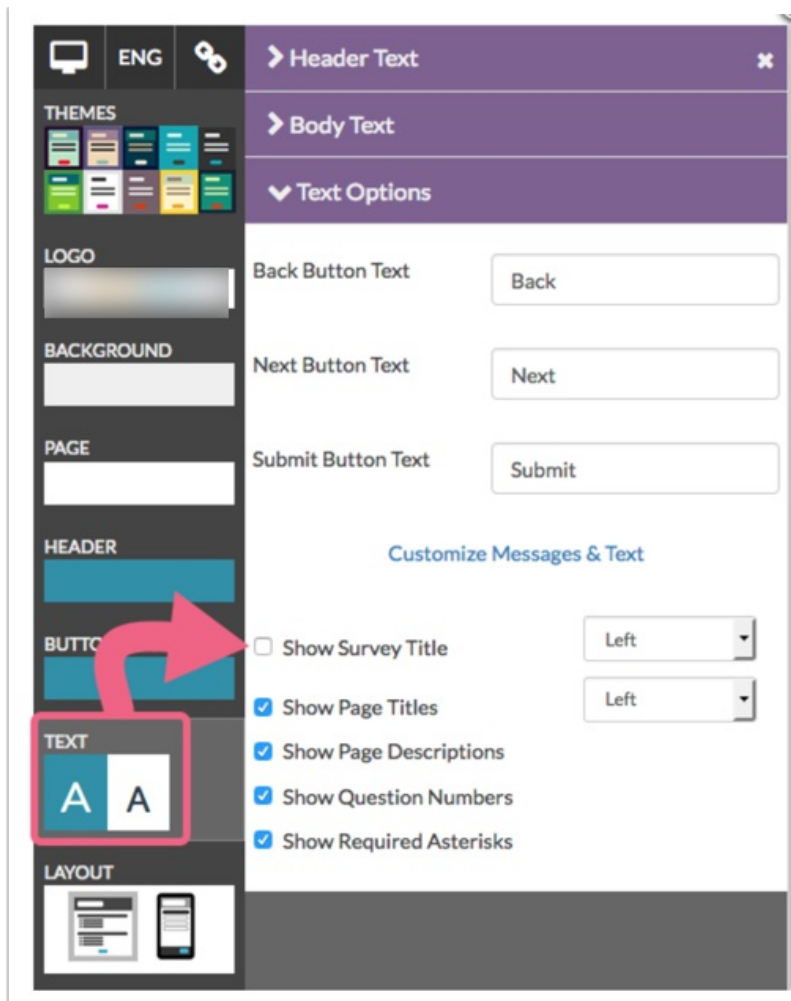 ENG
Header Text
Body Text
Text Options
THEMES
LOGO
BACKGROUND
PAGE
HEADER
BUTTO
TEXT
A A
LAYOUT
Back Button Text Back
Next Button Text Next
Submit Button Text Submit
Customize Messages & Text
Show Survey Title Left
Show Page Titles Left
Show Page Descriptions
Show Question Numbers
Show Required Asterisks